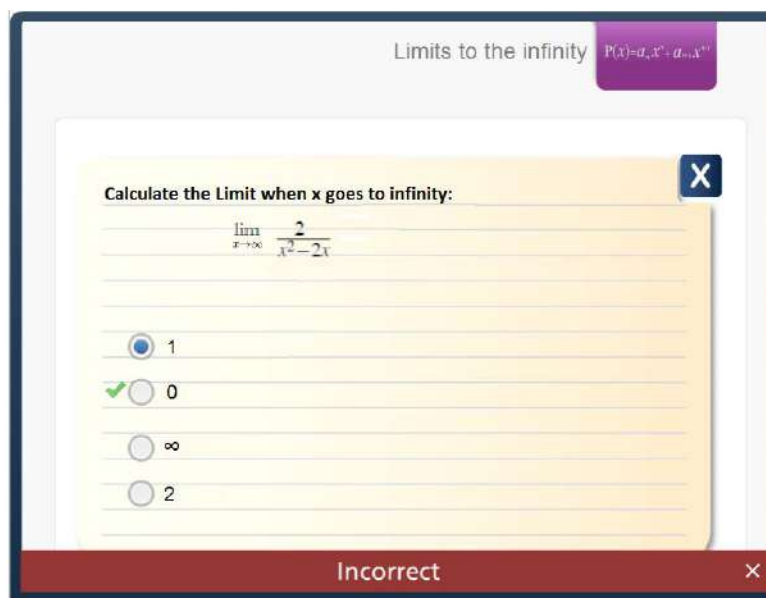 Limits to the infinity
P(x)=aₙxⁿ+aₙ₋₁xⁿ⁻¹
X
Calculate the Limit when x goes to infinity:
lim x→∞ 2/(x²−2x)
1
0
∞
2
Incorrect
×